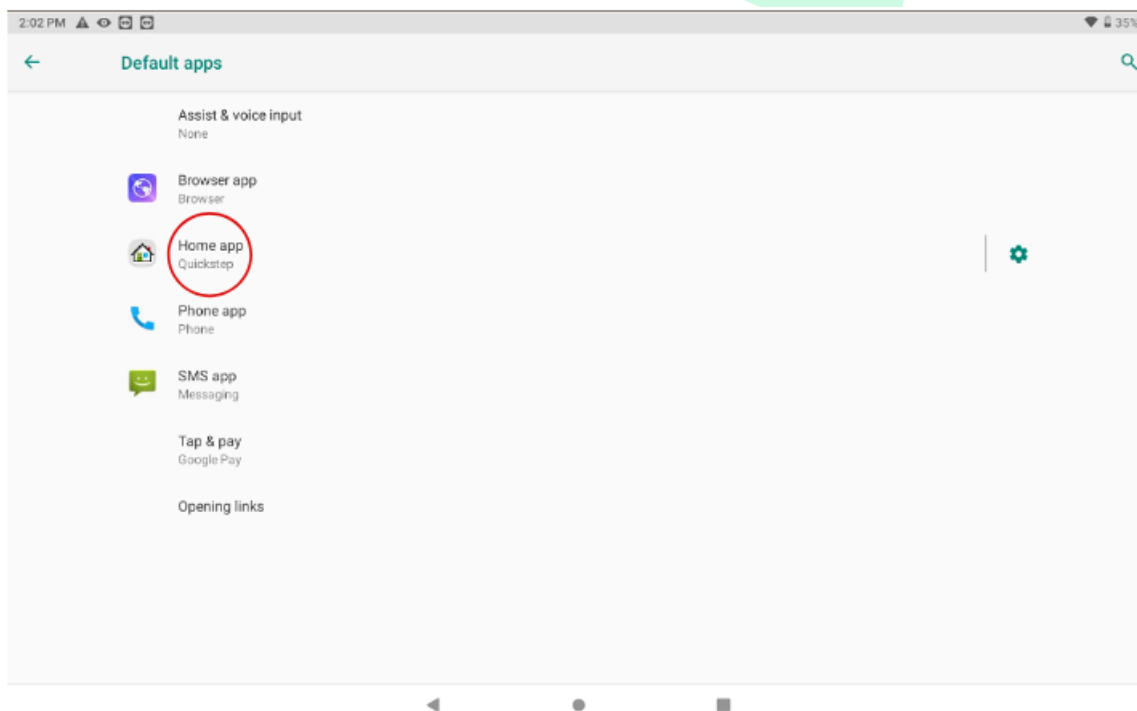 2:02 PM
35%
Default apps
Assist & voice input
None
Browser app
Browser
Home app
Quickstep
Phone app
Phone
SMS app
Messaging
Tap & pay
Google Pay
Opening links